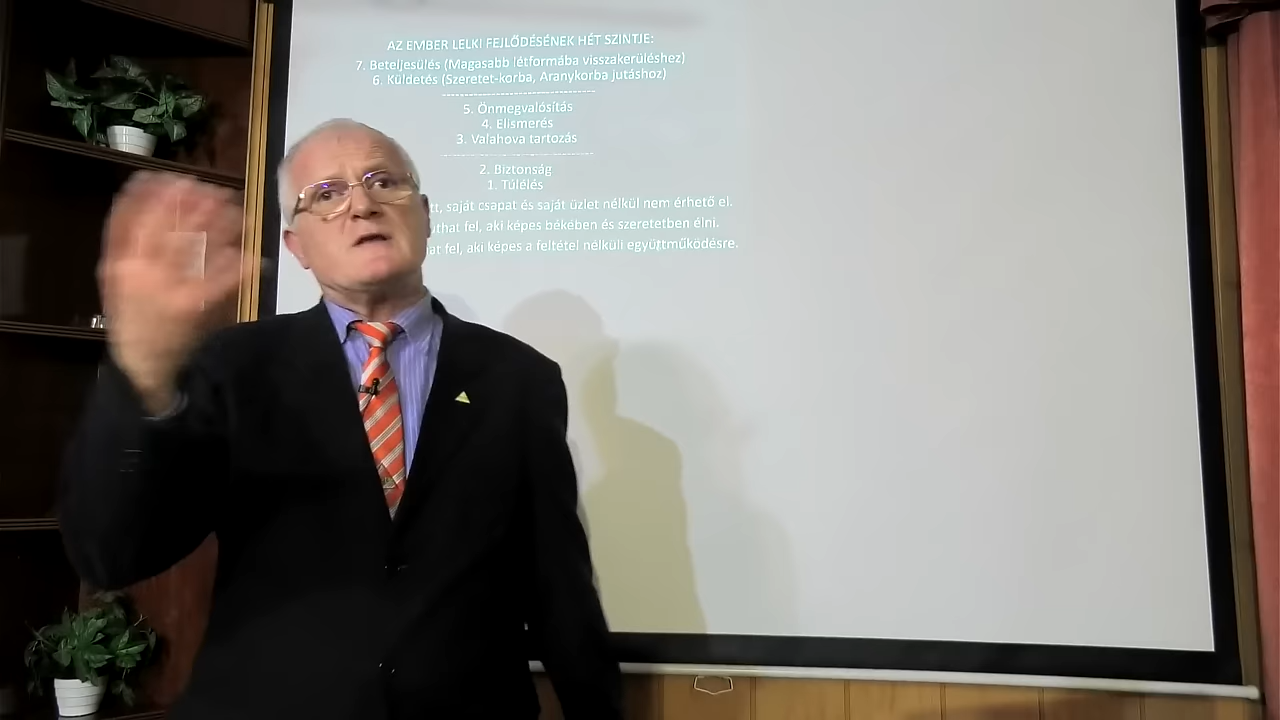 AZ EMBER LELKI FEJLŐDÉSÉNEK HÉT SZINTJE:
7. Beteljesülés (Magasabb létformába visszakerüléshez)
6. Küldetés (Szeretet-korba, Aranykorba jutáshoz)
5. Önmegvalósítás
4. Elismerés
3. Valahova tartozás
2. Biztonság
1. Túlélés
saját csapat és saját üzlet nélkül nem érhető el.
fel, aki képes békében és szeretetben élni.
fel, aki képes a feltétel nélküli együttműködésre.